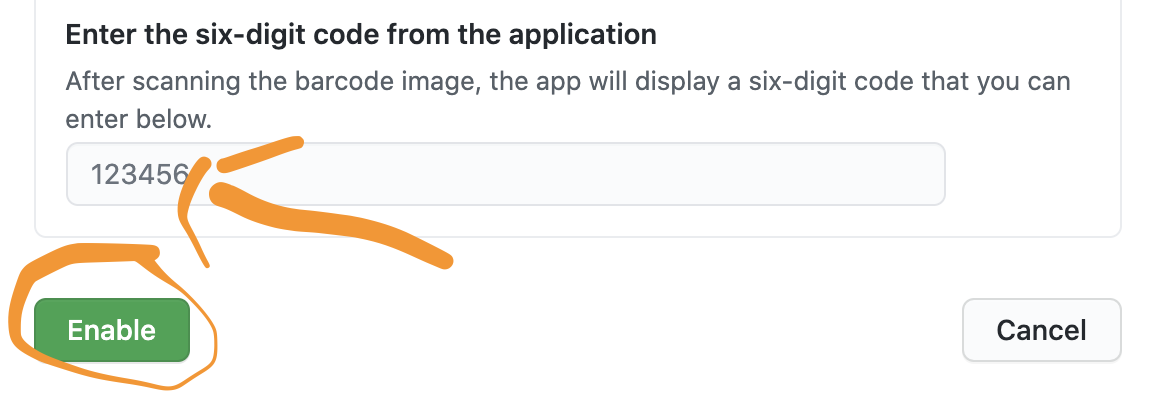 Enter the six-digit code from the application
After scanning the barcode image, the app will display a six-digit code that you can
enter below.
123456
Enable
Cancel